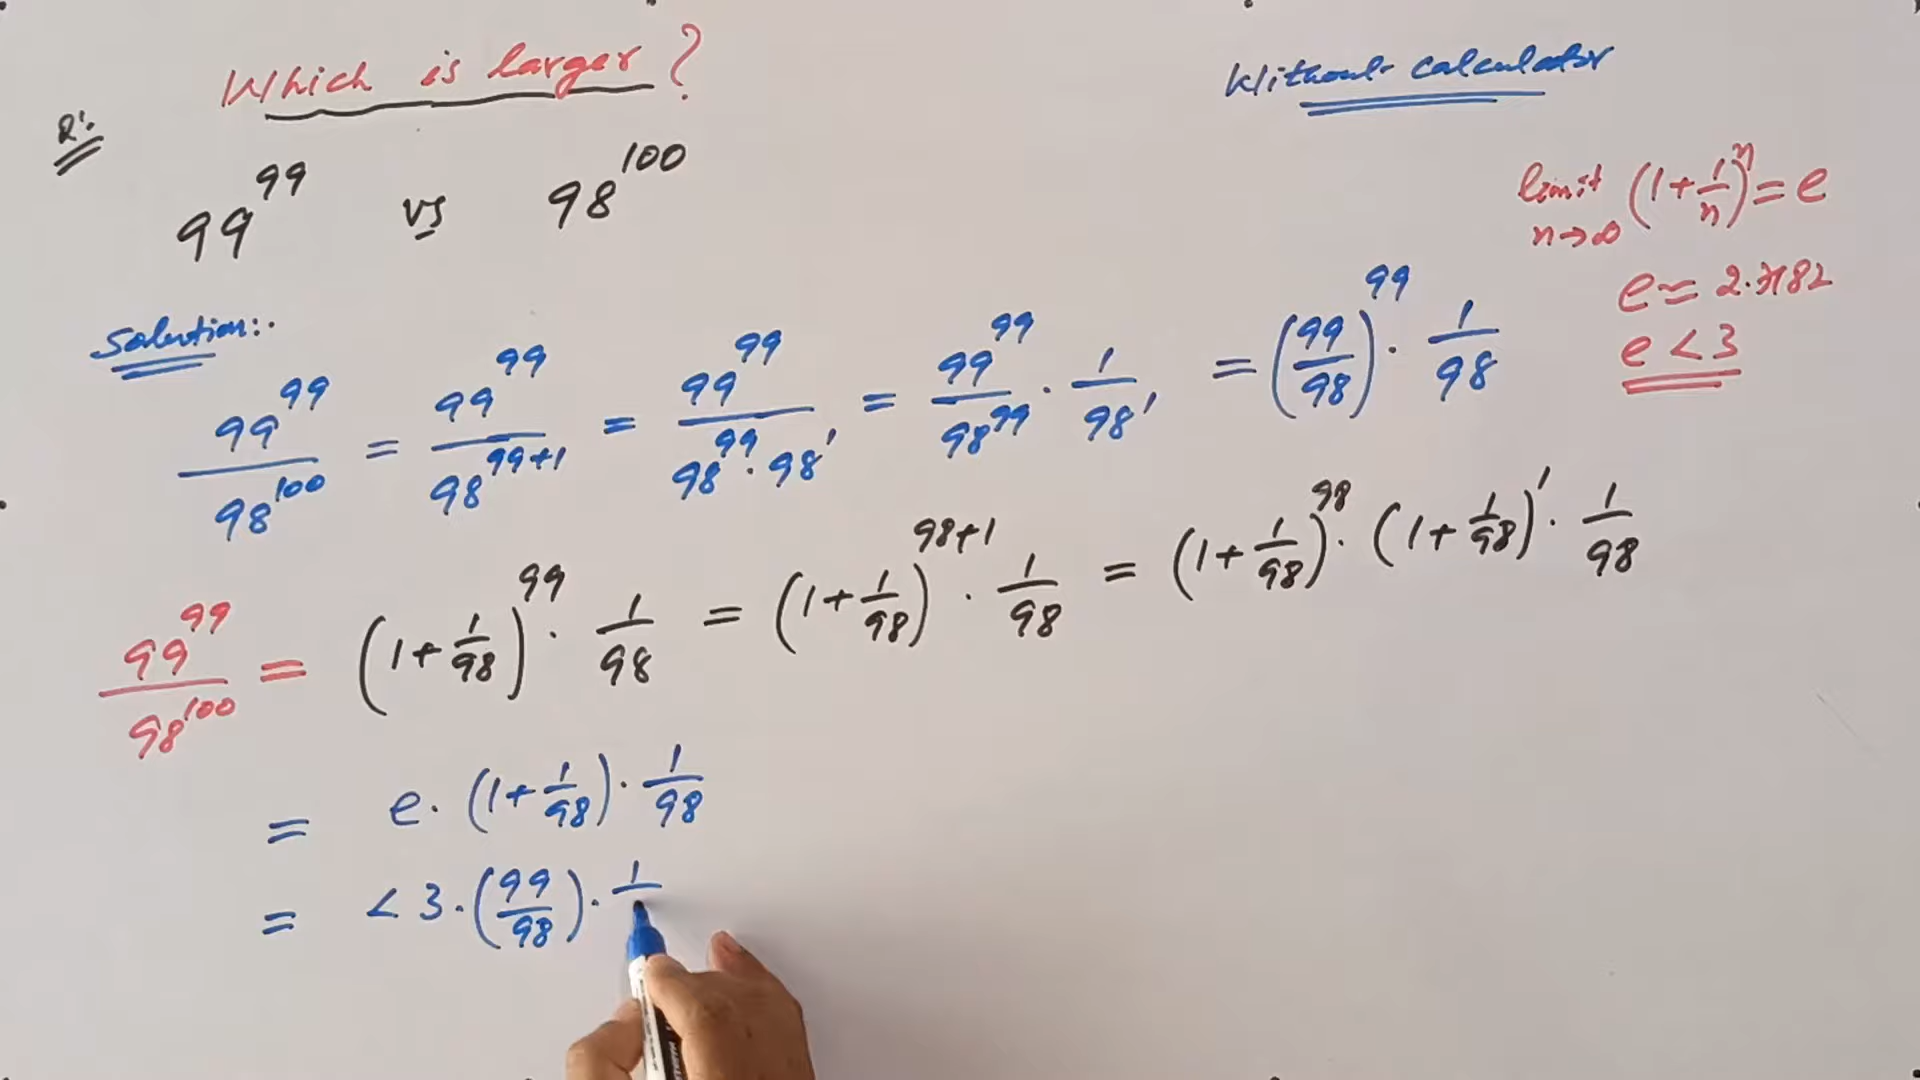 Which is larger?
Without calculator
Q:.
99^99 vs 98^100
limit n→∞ (1+1/n)^n = e
e ≈ 2.7182
e < 3
Solution:.
99^99/98^100 = 99^99/98^(99+1) = 99^99/(98^99 · 98^1) = 99^99/98^99 · 1/98^1 = (99/98)^99 · 1/98
99^99/98^100 = (1+1/98)^99 · 1/98 = (1+1/98)^(98+1) · 1/98 = (1+1/98)^98 · (1+1/98)^1 · 1/98
= e · (1+1/98) · 1/98
= < 3 · (99/98) · 1/